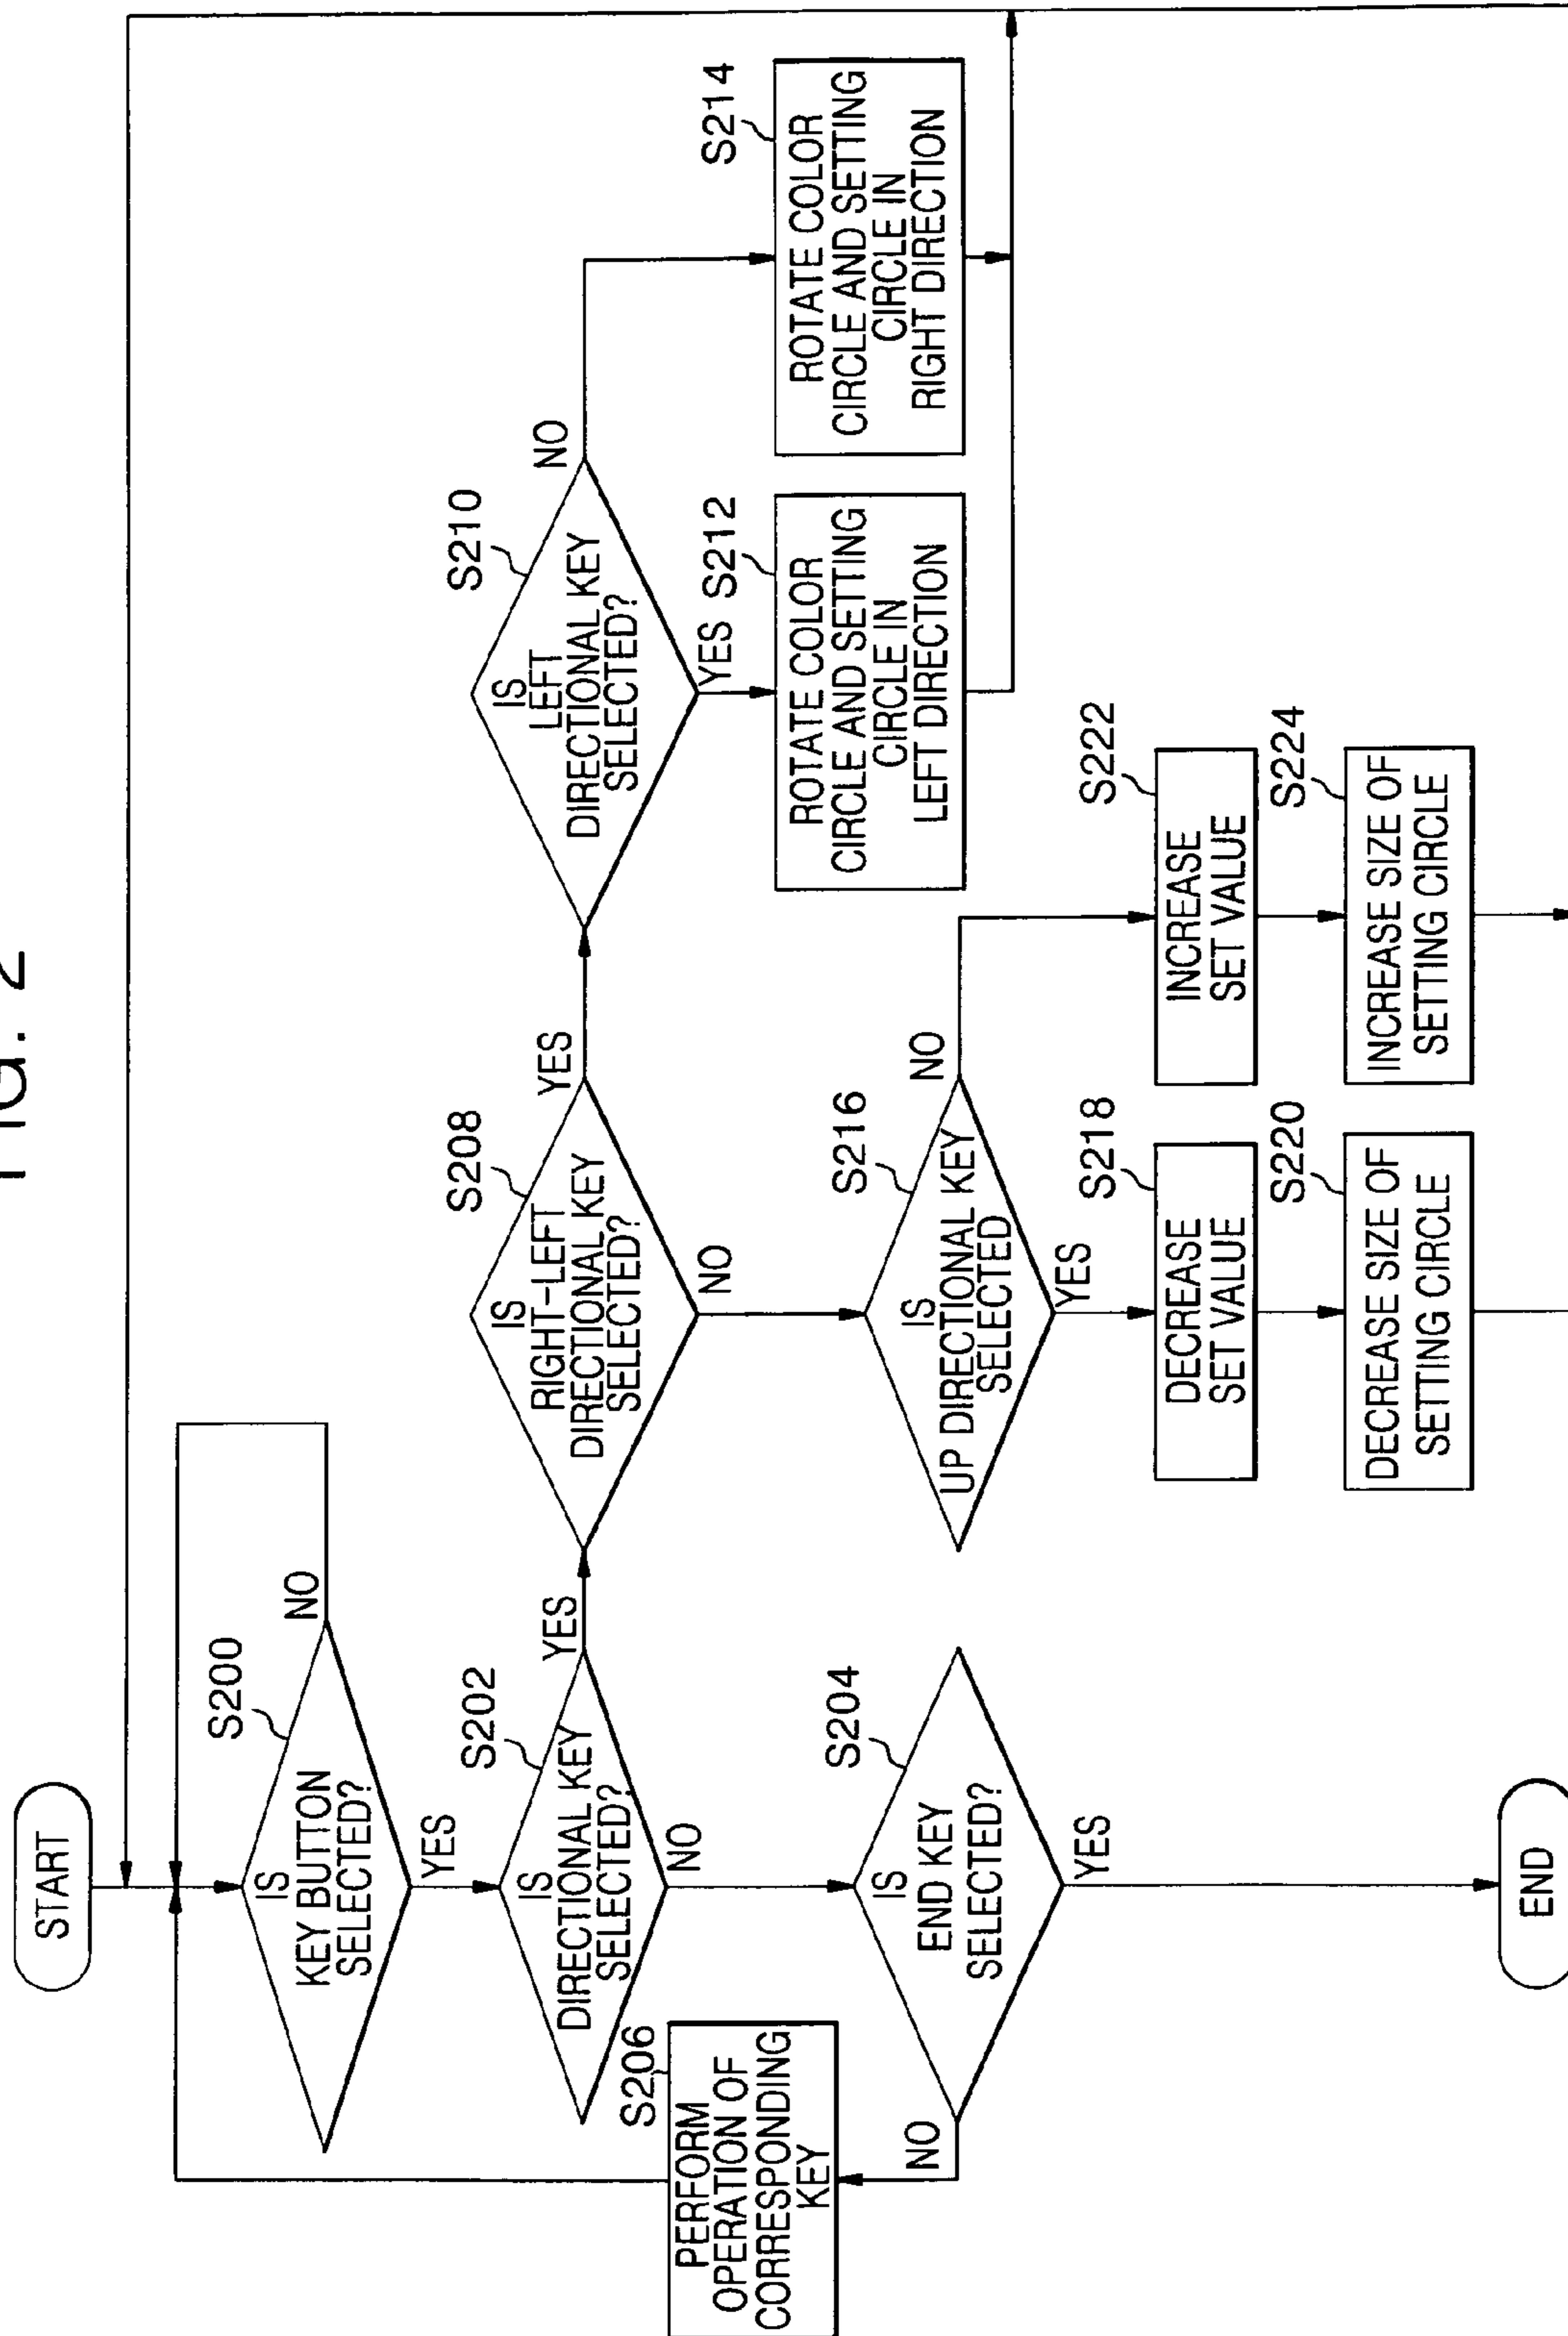 FIG. 2
START
S200
IS
KEY BUTTON
SELECTED?
NO
YES
S202
IS
DIRECTIONAL KEY
SELECTED?
YES
NO
S204
IS
END KEY
SELECTED?
NO
YES
S206
PERFORM
OPERATION OF
CORRESPONDING
KEY
END
S208
IS
RIGHT-LEFT
DIRECTIONAL KEY
SELECTED?
YES
NO
S210
IS
LEFT
DIRECTIONAL KEY
SELECTED?
NO
YES
S212
ROTATE COLOR
CIRCLE AND SETTING
CIRCLE IN
LEFT DIRECTION
S214
ROTATE COLOR
CIRCLE AND SETTING
CIRCLE IN
RIGHT DIRECTION
S216
IS
UP DIRECTIONAL KEY
SELECTED
NO
YES
S218
DECREASE
SET VALUE
S220
DECREASE SIZE OF
SETTING CIRCLE
S222
INCREASE
SET VALUE
S224
INCREASE SIZE OF
SETTING CIRCLE